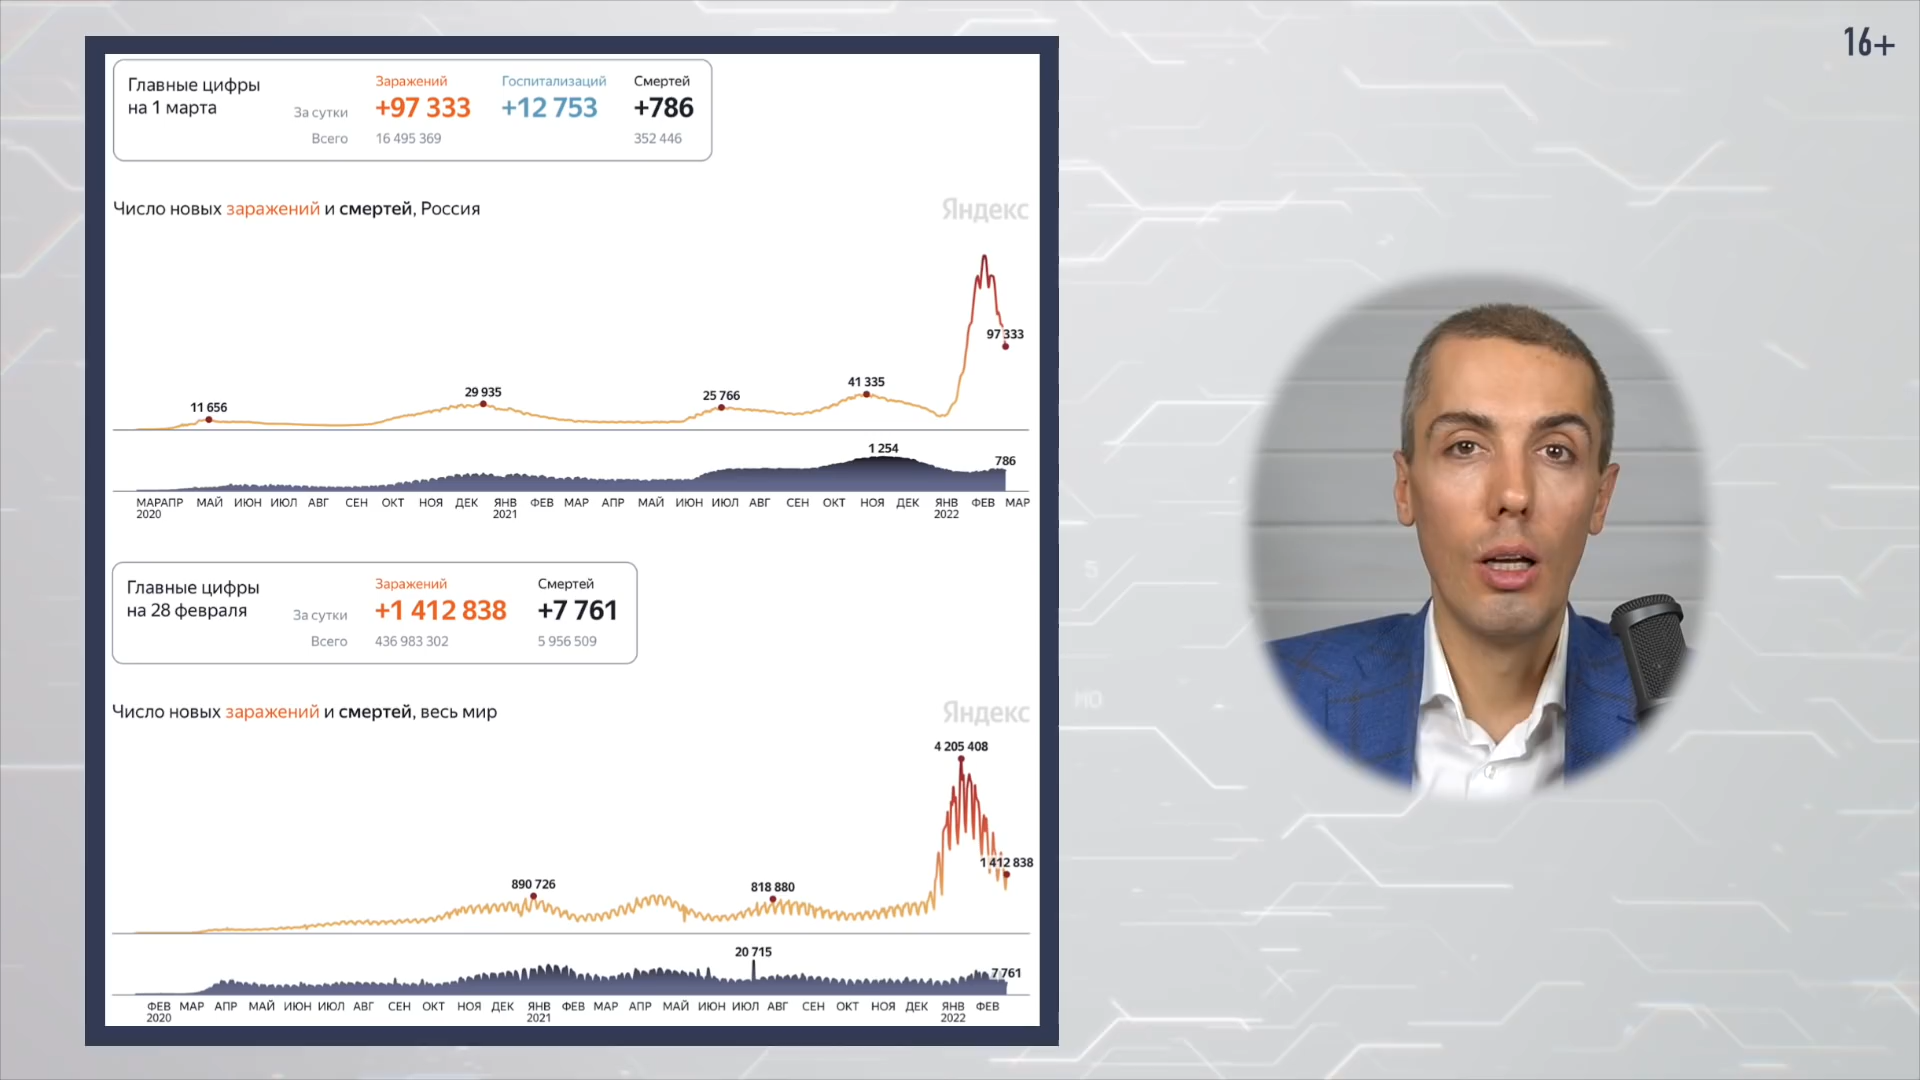 16+
Главные цифры
на 1 марта
Заражений Госпитализаций Смертей
За сутки +97 333 +12 753 +786
Всего 16 495 369 352 446
Число новых заражений и смертей, Россия
Яндекс
97 333
41 335
29 935
25 766
11 656
1 254
786
МАР АПР МАЙ ИЮН ИЮЛ АВГ СЕН ОКТ НОЯ ДЕК ЯНВ ФЕВ МАР АПР МАЙ ИЮН ИЮЛ АВГ СЕН ОКТ НОЯ ДЕК ЯНВ ФЕВ МАР
2020 2021 2022
Главные цифры
на 28 февраля
Заражений Смертей
За сутки +1 412 838 +7 761
Всего 436 983 302 5 956 509
Число новых заражений и смертей, весь мир
Яндекс
4 205 408
1 412 838
890 726
818 880
20 715
7 761
ФЕВ МАР АПР МАЙ ИЮН ИЮЛ АВГ СЕН ОКТ НОЯ ДЕК ЯНВ ФЕВ МАР АПР МАЙ ИЮН ИЮЛ АВГ СЕН ОКТ НОЯ ДЕК ЯНВ ФЕВ
2020 2021 2022